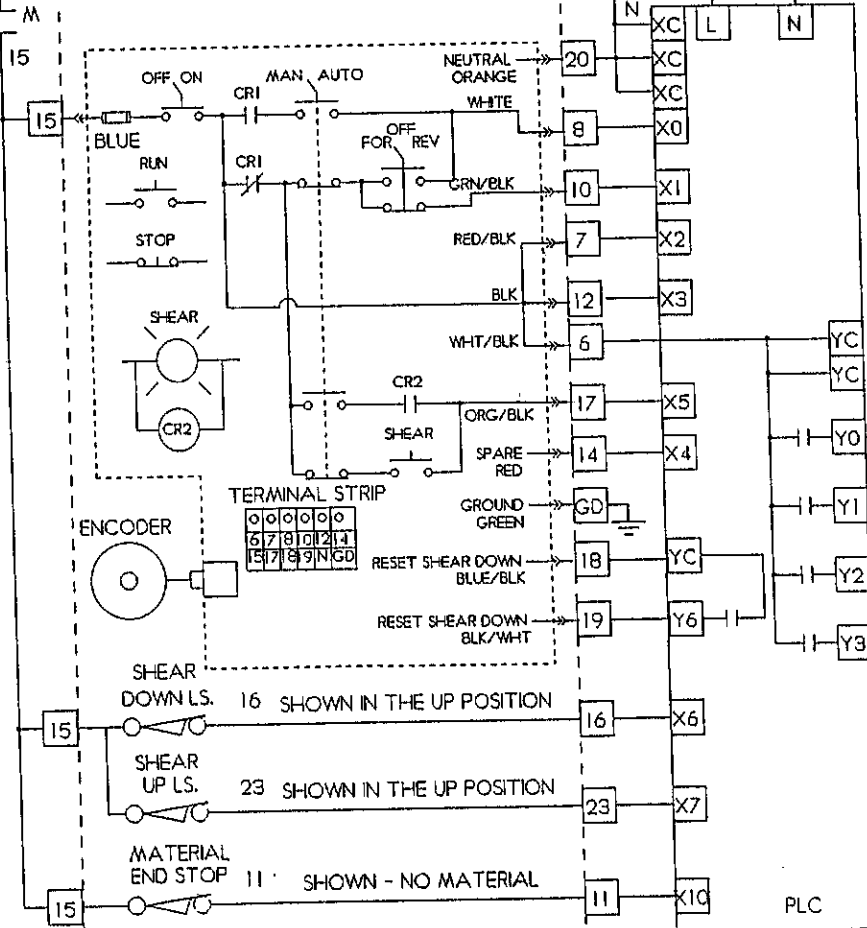 M
N
XC
L
N
15
NEUTRAL
ORANGE
20
XC
XC
OFF ON
MAN AUTO
CR1
WHITE
15
BLUE
8
X0
OFF
FOR REV
RUN
CR1
GRN/BLK
10
X1
STOP
RED/BLK
7
X2
BLK
12
X3
SHEAR
WHT/BLK
6
YC
YC
CR2
CR2
ORG/BLK
17
X5
Y0
SHEAR
SPARE
RED
14
X4
TERMINAL STRIP
GROUND
GREEN
GD
Y1
ENCODER
6 7 8 10 12 14
15 17 18 19 N GD
RESET SHEAR DOWN
BLUE/BLK
18
YC
Y2
RESET SHEAR DOWN
BLK/WHT
19
Y6
Y3
SHEAR
DOWN LS. 16 SHOWN IN THE UP POSITION
15
16
X6
SHEAR
UP LS. 23 SHOWN IN THE UP POSITION
23
X7
MATERIAL
END STOP 11 SHOWN - NO MATERIAL
15
11
X10
PLC